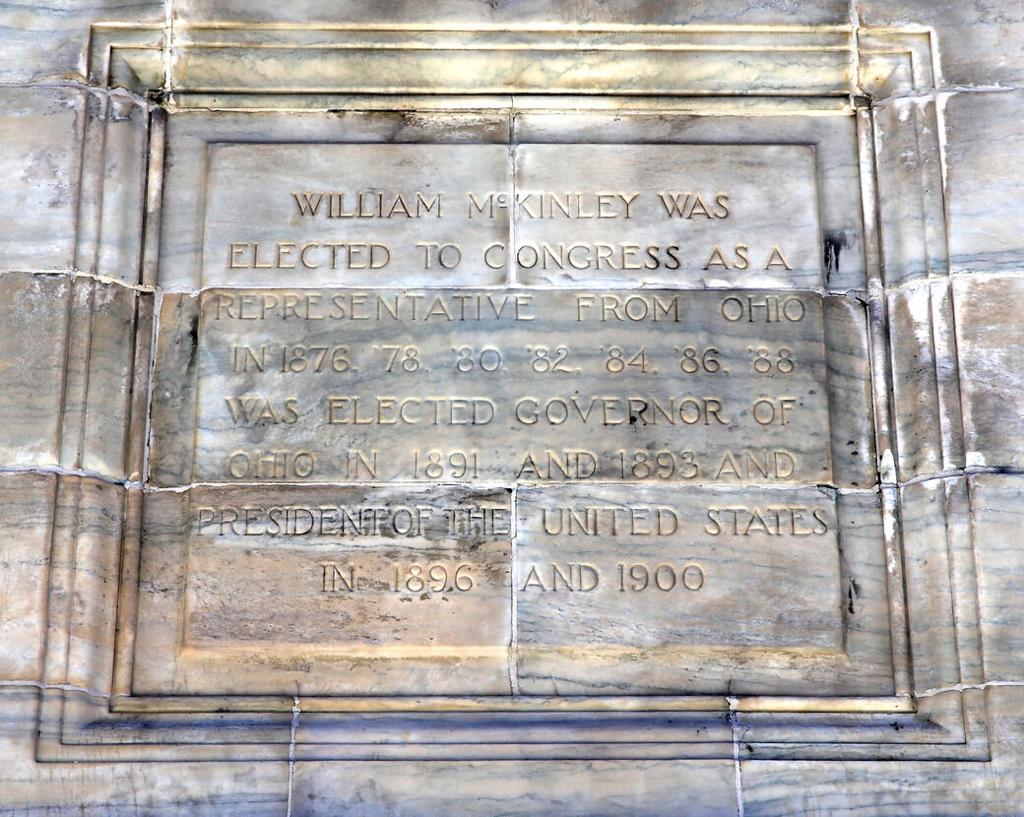 WILLIAM McKINLEY WAS
ELECTED TO CONGRESS AS A
REPRESENTATIVE FROM OHIO
IN 1876. '78. '80. '82. '84. '86. '88
WAS ELECTED GOVERNOR OF
OHIO IN 1891 AND 1893 AND
PRESIDENT OF THE UNITED STATES
IN 1896 AND 1900